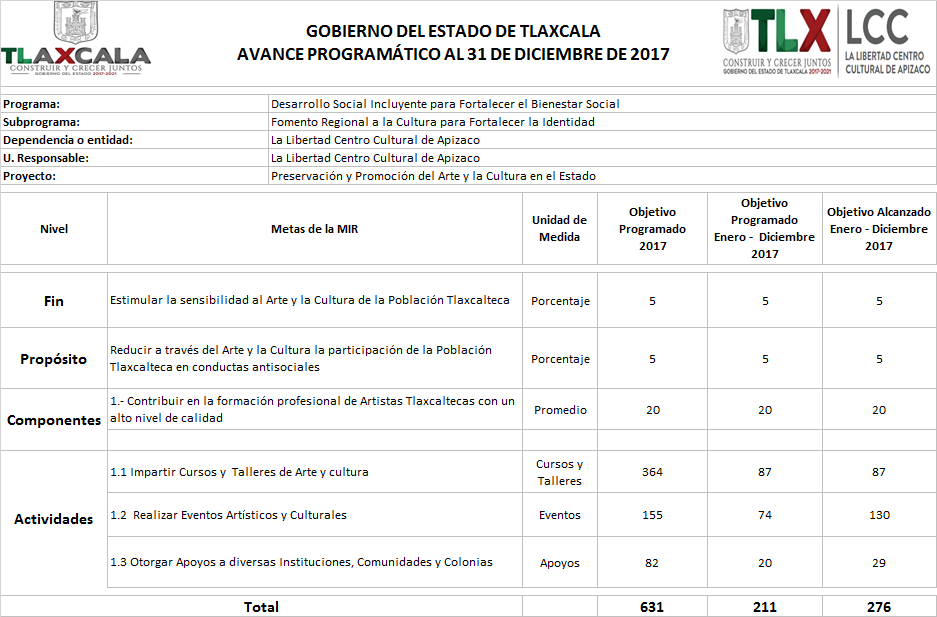 TLAXCALA
CONSTRUIR Y CRECER JUNTOS
GOBIERNO DEL ESTADO DE TLAXCALA 2017-2021
GOBIERNO DEL ESTADO DE TLAXCALA
AVANCE PROGRAMÁTICO AL 31 DE DICIEMBRE DE 2017
TLX
CONSTRUIR Y CRECER JUNTOS
GOBIERNO DEL ESTADO DE TLAXCALA 2017-2021
LCC
LA LIBERTAD CENTRO
CULTURAL DE APIZACO
Programa: Desarrollo Social Incluyente para Fortalecer el Bienestar Social
Subprograma: Fomento Regional a la Cultura para Fortalecer la Identidad
Dependencia o entidad: La Libertad Centro Cultural de Apizaco
U. Responsable: La Libertad Centro Cultural de Apizaco
Proyecto: Preservación y Promoción del Arte y la Cultura en el Estado
Nivel
Metas de la MIR
Unidad de
Medida
Objetivo
Programado
2017
Objetivo
Programado
Enero - Diciembre
2017
Objetivo Alcanzado
Enero - Diciembre
2017
Fin
Estimular la sensibilidad al Arte y la Cultura de la Población Tlaxcalteca
Porcentaje
5
5
5
Propósito
Reducir a través del Arte y la Cultura la participación de la Población
Tlaxcalteca en conductas antisociales
Porcentaje
5
5
5
Componentes
1.- Contribuir en la formación profesional de Artistas Tlaxcaltecas con un
alto nivel de calidad
Promedio
20
20
20
Actividades
1.1 Impartir Cursos y Talleres de Arte y cultura
Cursos y
Talleres
364
87
87
1.2 Realizar Eventos Artísticos y Culturales
Eventos
155
74
130
1.3 Otorgar Apoyos a diversas Instituciones, Comunidades y Colonias
Apoyos
82
20
29
Total
631
211
276